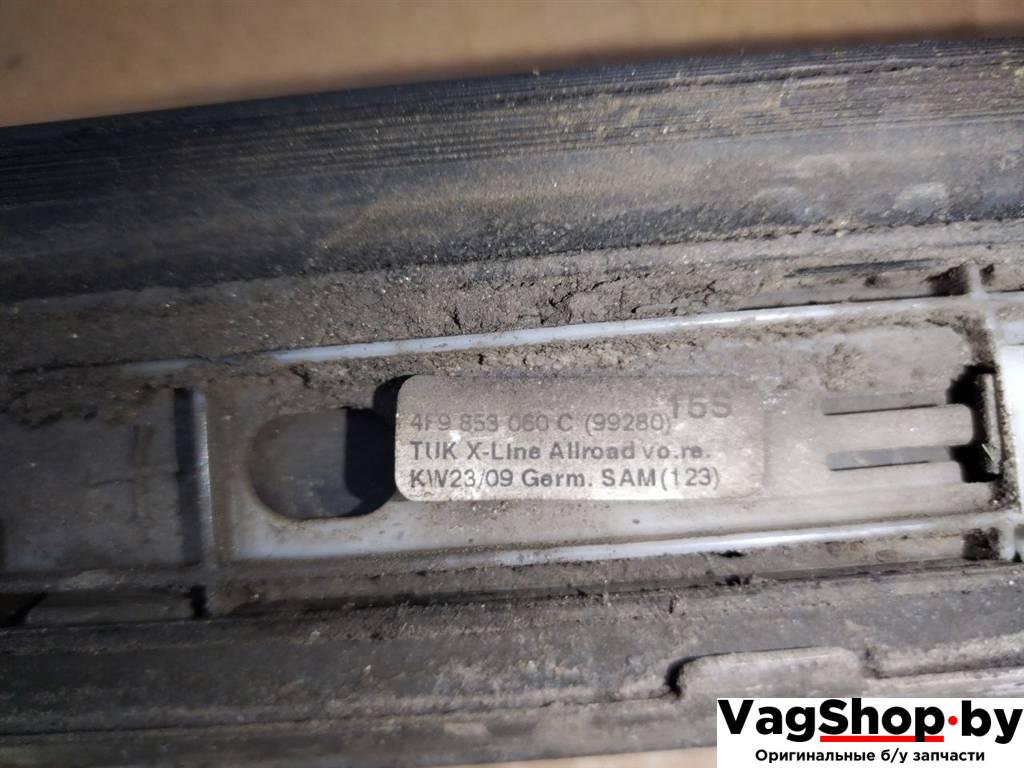 15S
4F9 853 060 C (99280)
TUK X-Line Allroad vo.re.
KW23/09 Germ. SAM(123)
VagShop.by
Оригинальные б/у запчасти